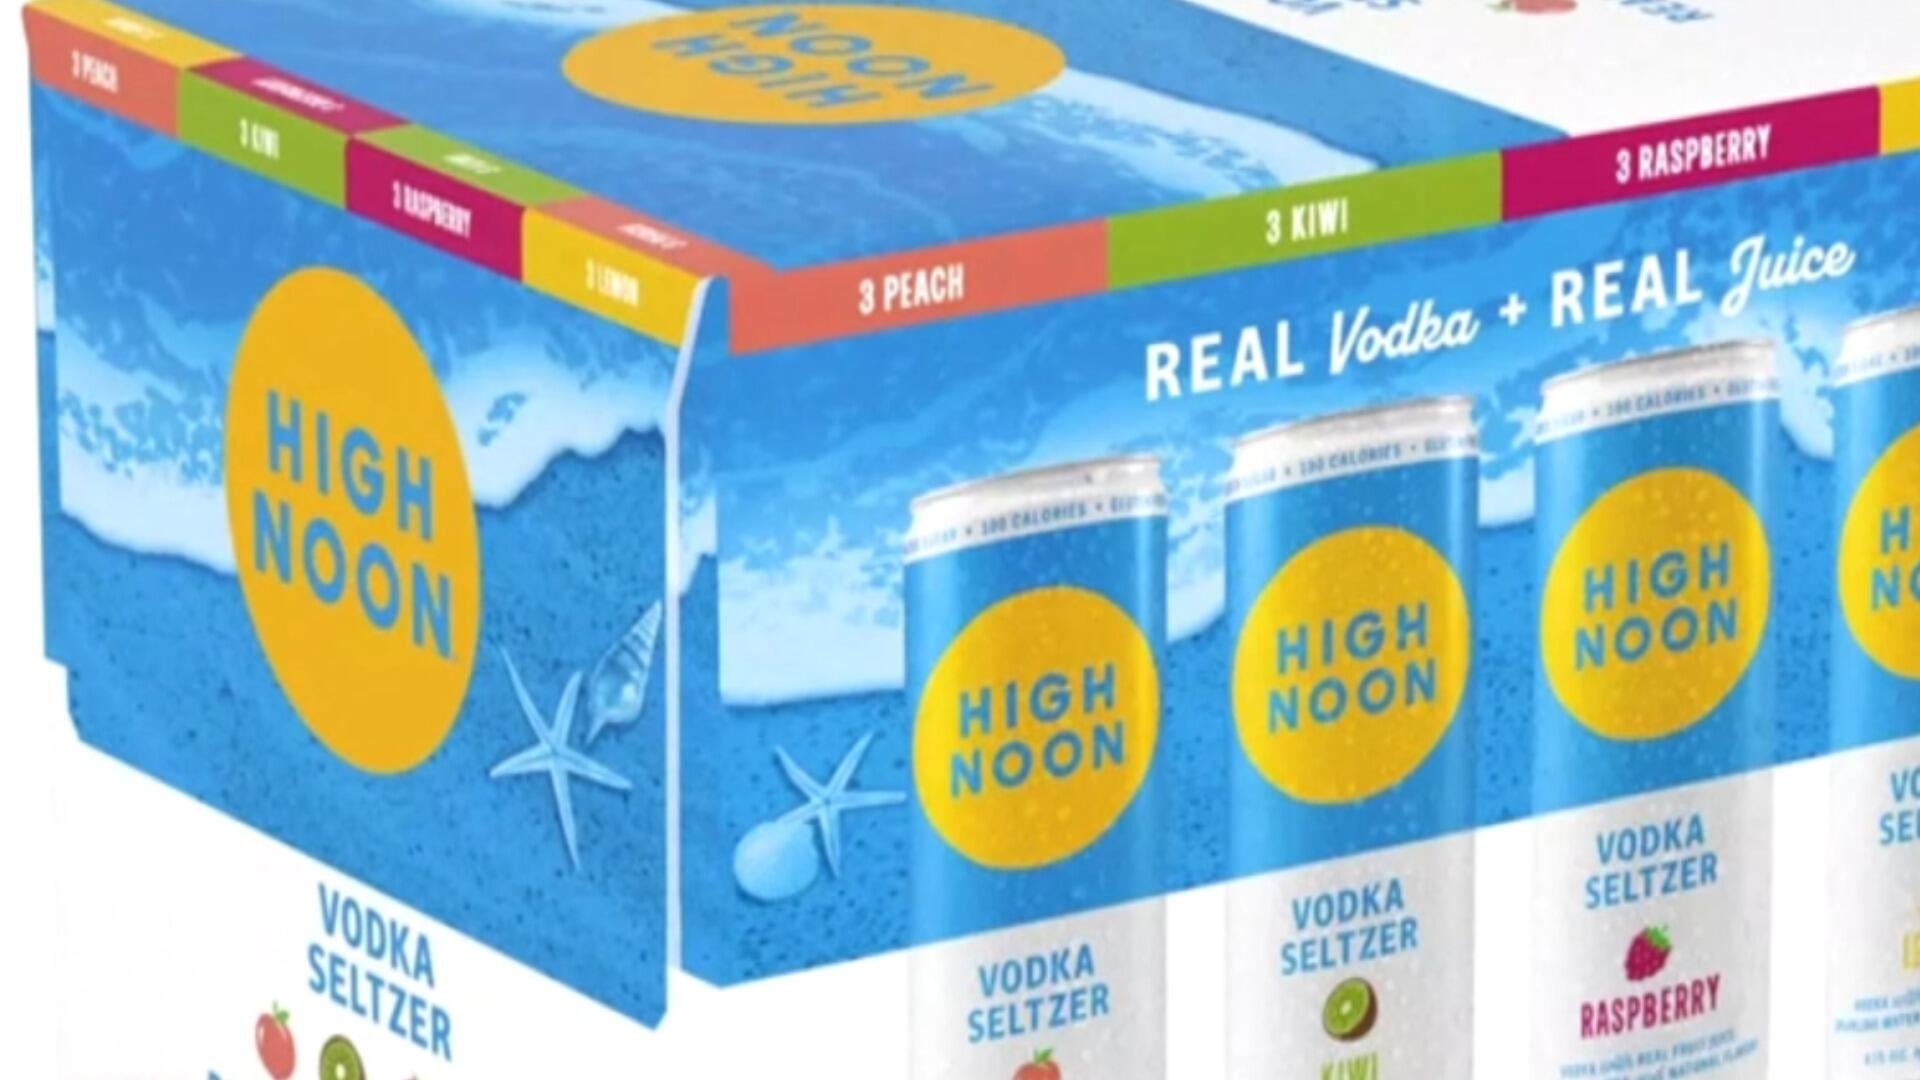 HIGH
NOON
3 PEACH
3 KIWI
3 RASPBERRY
3 LEMON
3 PEACH
3 KIWI
3 RASPBERRY
REAL Vodka + REAL Juice
HIGH
NOON
VODKA
SELTZER
100 CALORIES •
HIGH
NOON
VODKA
SELTZER
• 100 CALORIES •
HIGH
NOON
VODKA
SELTZER
KIWI
• 100 CALORIES •
HIGH
NOON
VODKA
SELTZER
RASPBERRY